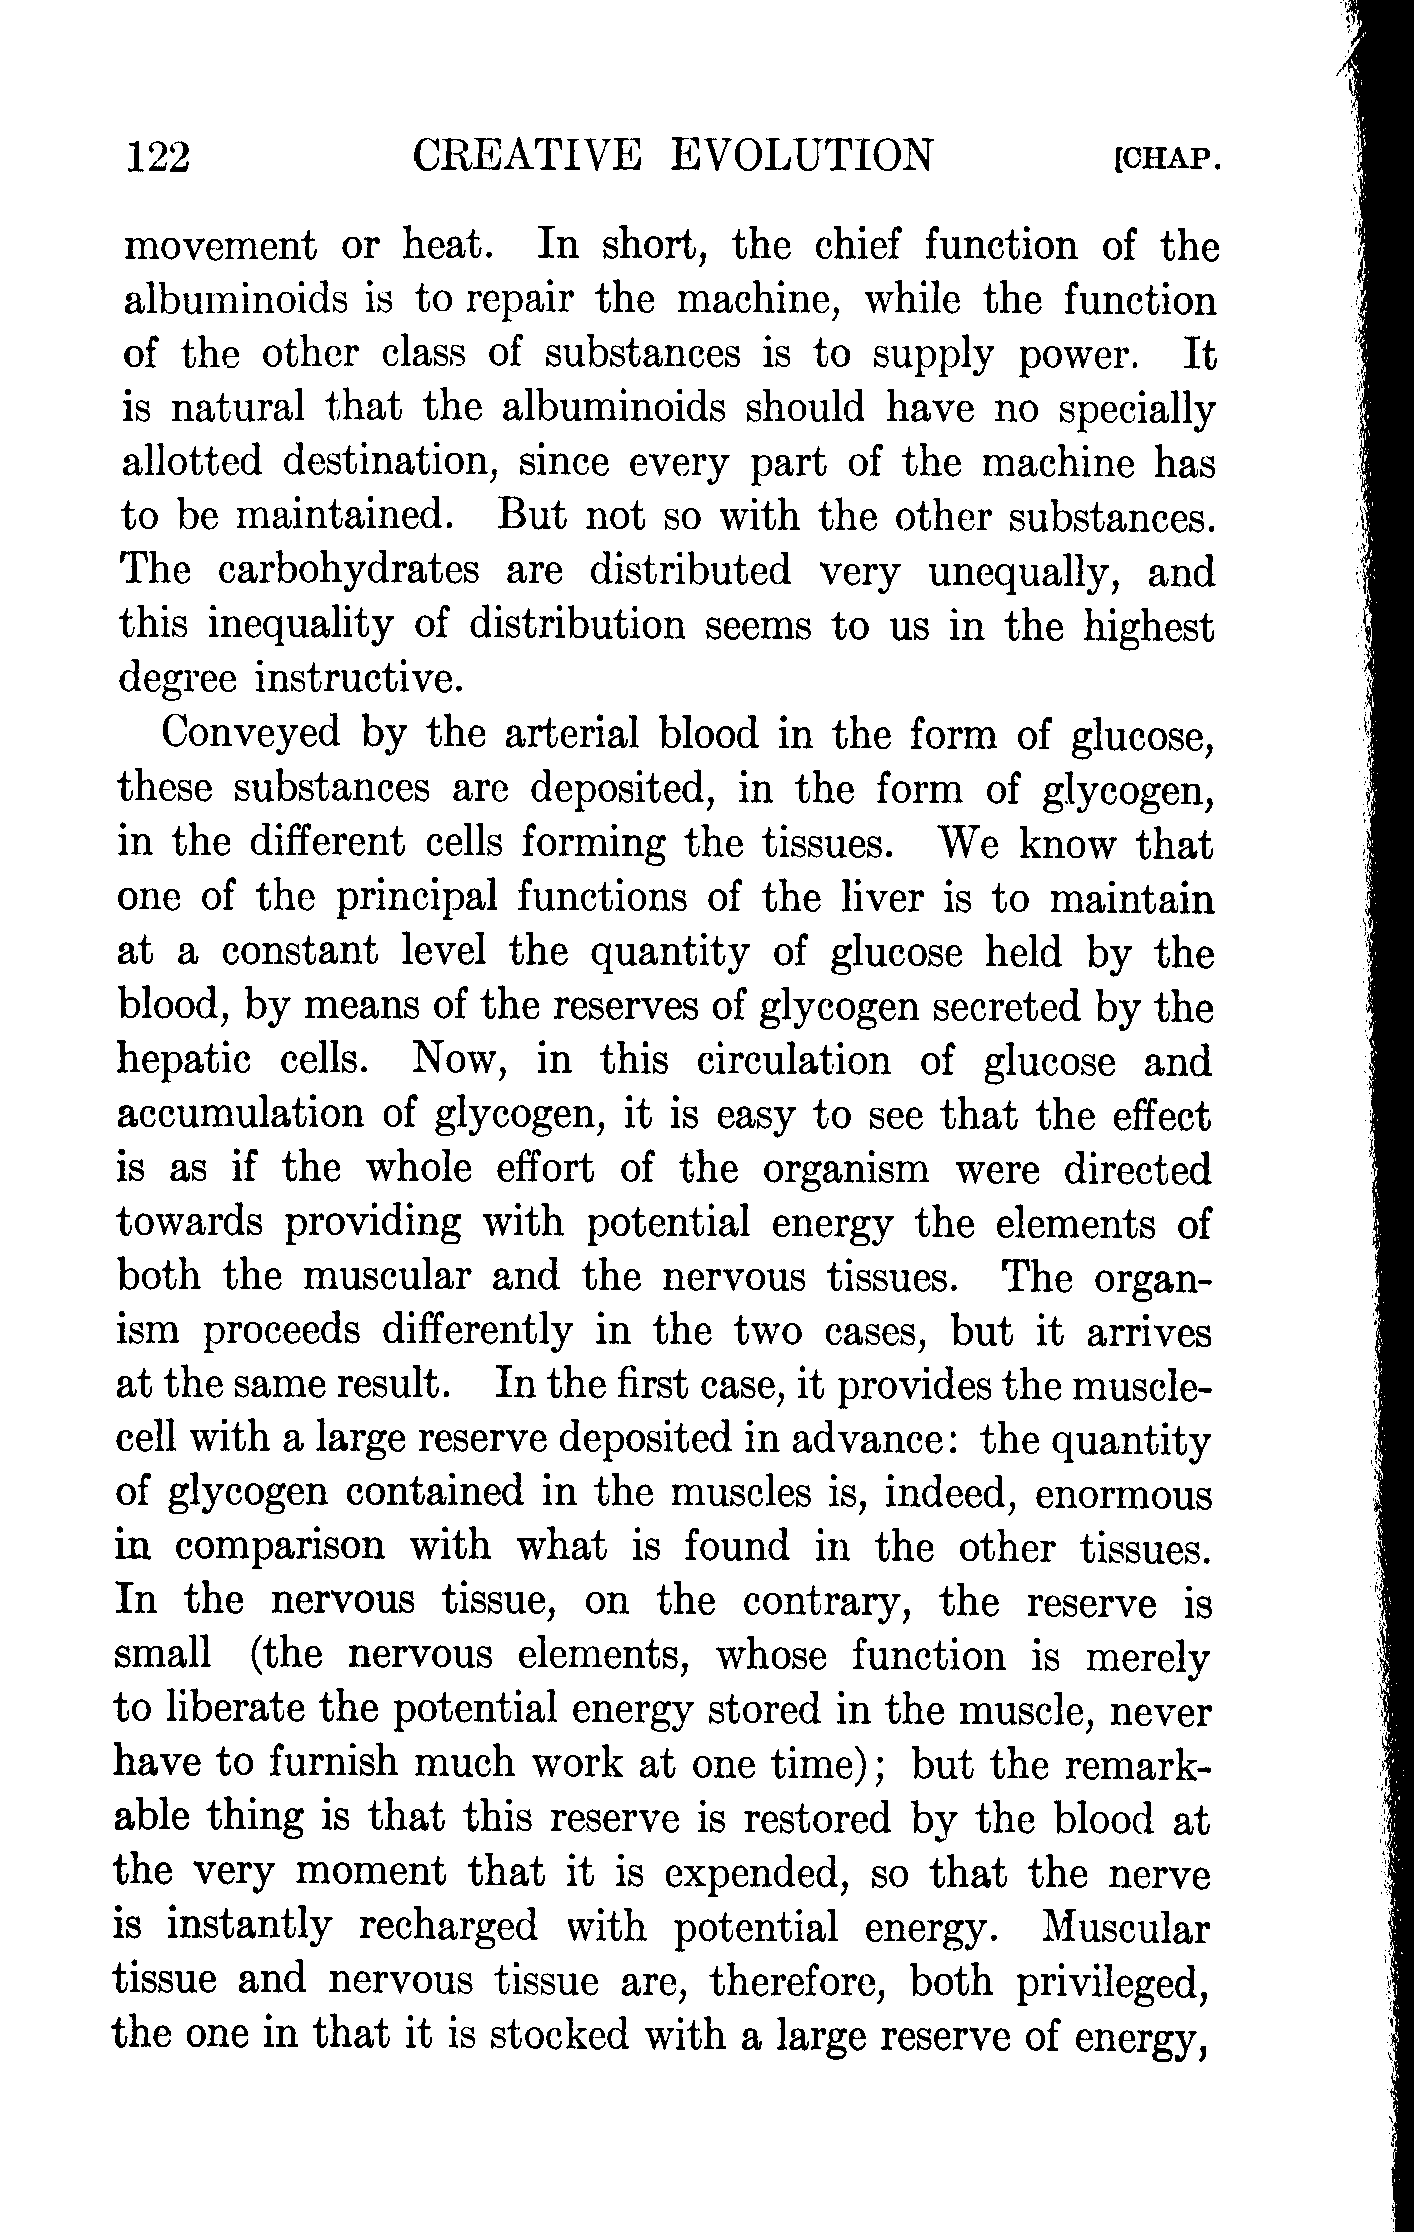 122 CREATIVE EVOLUTION [CHAP.
movement or heat. In short, the chief function of the
albuminoids is to repair the machine, while the function
of the other class of substances is to supply power. It
is natural that the albuminoids should have no specially
allotted destination, since every part of the machine has
to be maintained. But not so with the other substances.
The carbohydrates are distributed very unequally, and
this inequality of distribution seems to us in the highest
degree instructive.
Conveyed by the arterial blood in the form of glucose,
these substances are deposited, in the form of glycogen,
in the different cells forming the tissues. We know that
one of the principal functions of the liver is to maintain
at a constant level the quantity of glucose held by the
blood, by means of the reserves of glycogen secreted by the
hepatic cells. Now, in this circulation of glucose and
accumulation of glycogen, it is easy to see that the effect
is as if the whole effort of the organism were directed
towards providing with potential energy the elements of
both the muscular and the nervous tissues. The organ-
ism proceeds differently in the two cases, but it arrives
at the same result. In the first case, it provides the muscle-
cell with a large reserve deposited in advance: the quantity
of glycogen contained in the muscles is, indeed, enormous
in comparison with what is found in the other tissues.
In the nervous tissue, on the contrary, the reserve is
small (the nervous elements, whose function is merely
to liberate the potential energy stored in the muscle, never
have to furnish much work at one time); but the remark-
able thing is that this reserve is restored by the blood at
the very moment that it is expended, so that the nerve
is instantly recharged with potential energy. Muscular
tissue and nervous tissue are, therefore, both privileged,
the one in that it is stocked with a large reserve of energy,